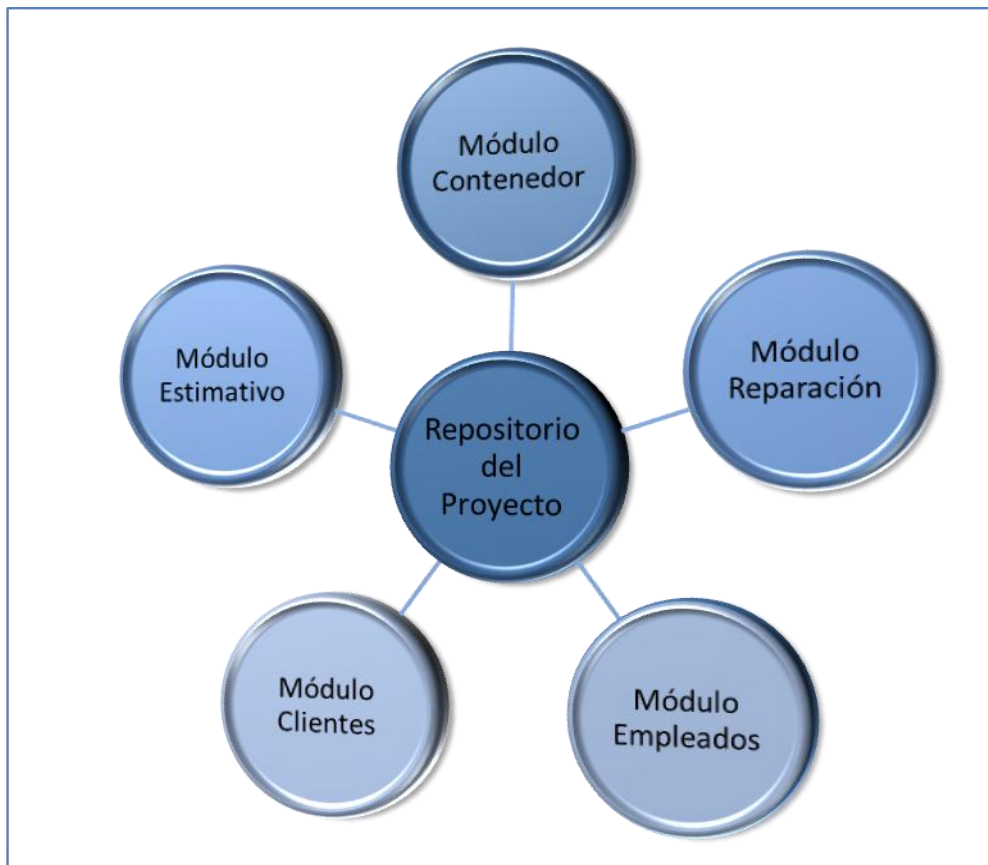 Módulo
Contenedor
Módulo
Estimativo
Módulo
Reparación
Repositorio
del
Proyecto
Módulo
Clientes
Módulo
Empleados